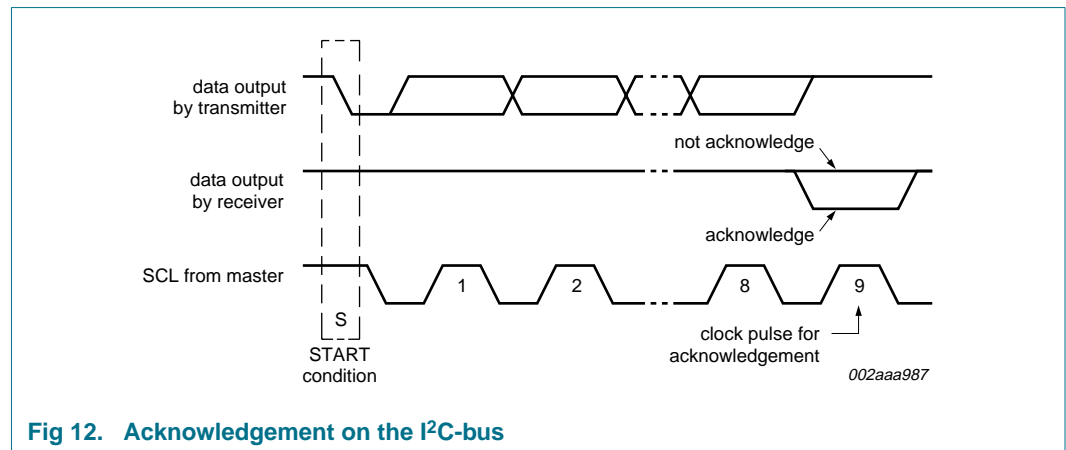 data output
by transmitter
not acknowledge
data output
by receiver
acknowledge
SCL from master
1
2
8
9
S
START
condition
clock pulse for
acknowledgement
002aaa987
Fig 12. Acknowledgement on the I²C-bus